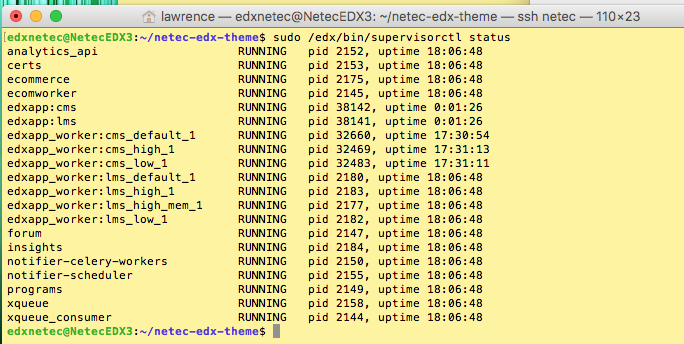 lawrence — edxnetec@NetecEDX3: ~/netec-edx-theme — ssh netec — 110×23
[edxnetec@NetecEDX3:~/netec-edx-theme$ sudo /edx/bin/supervisorctl status
analytics_api RUNNING pid 2152, uptime 18:06:48
certs RUNNING pid 2153, uptime 18:06:48
ecommerce RUNNING pid 2175, uptime 18:06:48
ecomworker RUNNING pid 2145, uptime 18:06:48
edxapp:cms RUNNING pid 38142, uptime 0:01:26
edxapp:lms RUNNING pid 38141, uptime 0:01:26
edxapp_worker:cms_default_1 RUNNING pid 32660, uptime 17:30:54
edxapp_worker:cms_high_1 RUNNING pid 32469, uptime 17:31:13
edxapp_worker:cms_low_1 RUNNING pid 32483, uptime 17:31:11
edxapp_worker:lms_default_1 RUNNING pid 2180, uptime 18:06:48
edxapp_worker:lms_high_1 RUNNING pid 2183, uptime 18:06:48
edxapp_worker:lms_high_mem_1 RUNNING pid 2177, uptime 18:06:48
edxapp_worker:lms_low_1 RUNNING pid 2182, uptime 18:06:48
forum RUNNING pid 2147, uptime 18:06:48
insights RUNNING pid 2184, uptime 18:06:48
notifier-celery-workers RUNNING pid 2150, uptime 18:06:48
notifier-scheduler RUNNING pid 2155, uptime 18:06:48
programs RUNNING pid 2149, uptime 18:06:48
xqueue RUNNING pid 2158, uptime 18:06:48
xqueue_consumer RUNNING pid 2144, uptime 18:06:48
edxnetec@NetecEDX3:~/netec-edx-theme$